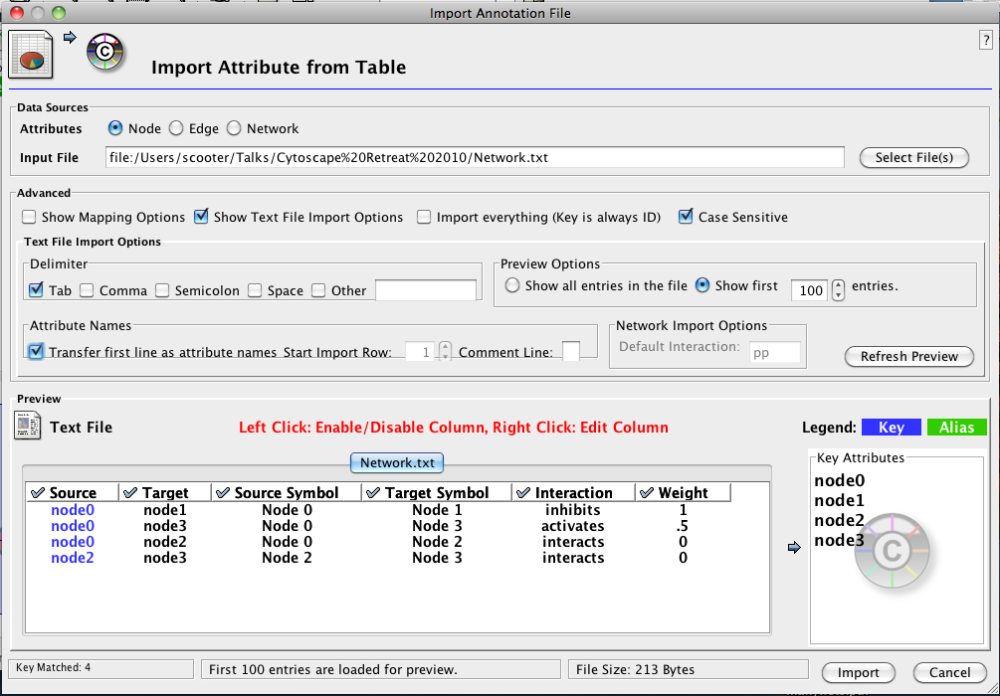 Import Annotation File
?
Import Attribute from Table
Data Sources
Attributes Node Edge Network
Input File file:/Users/scooter/Talks/Cytoscape%20Retreat%202010/Network.txt Select File(s)
Advanced
Show Mapping Options Show Text File Import Options Import everything (Key is always ID) Case Sensitive
Text File Import Options
Delimiter
Tab Comma Semicolon Space Other
Preview Options
Show all entries in the file Show first 100 entries.
Attribute Names
Transfer first line as attribute names Start Import Row: 1 Comment Line:
Network Import Options
Default Interaction: pp
Refresh Preview
Preview
Text File
Left Click: Enable/Disable Column, Right Click: Edit Column
Legend: Key Alias
Network.txt
Source Target Source Symbol Target Symbol Interaction Weight
node0 node1 Node 0 Node 1 inhibits 1
node0 node3 Node 0 Node 3 activates .5
node0 node2 Node 0 Node 2 interacts 0
node2 node3 Node 2 Node 3 interacts 0
Key Attributes
node0
node1
node2
node3
C
Key Matched: 4
First 100 entries are loaded for preview.
File Size: 213 Bytes
Import
Cancel